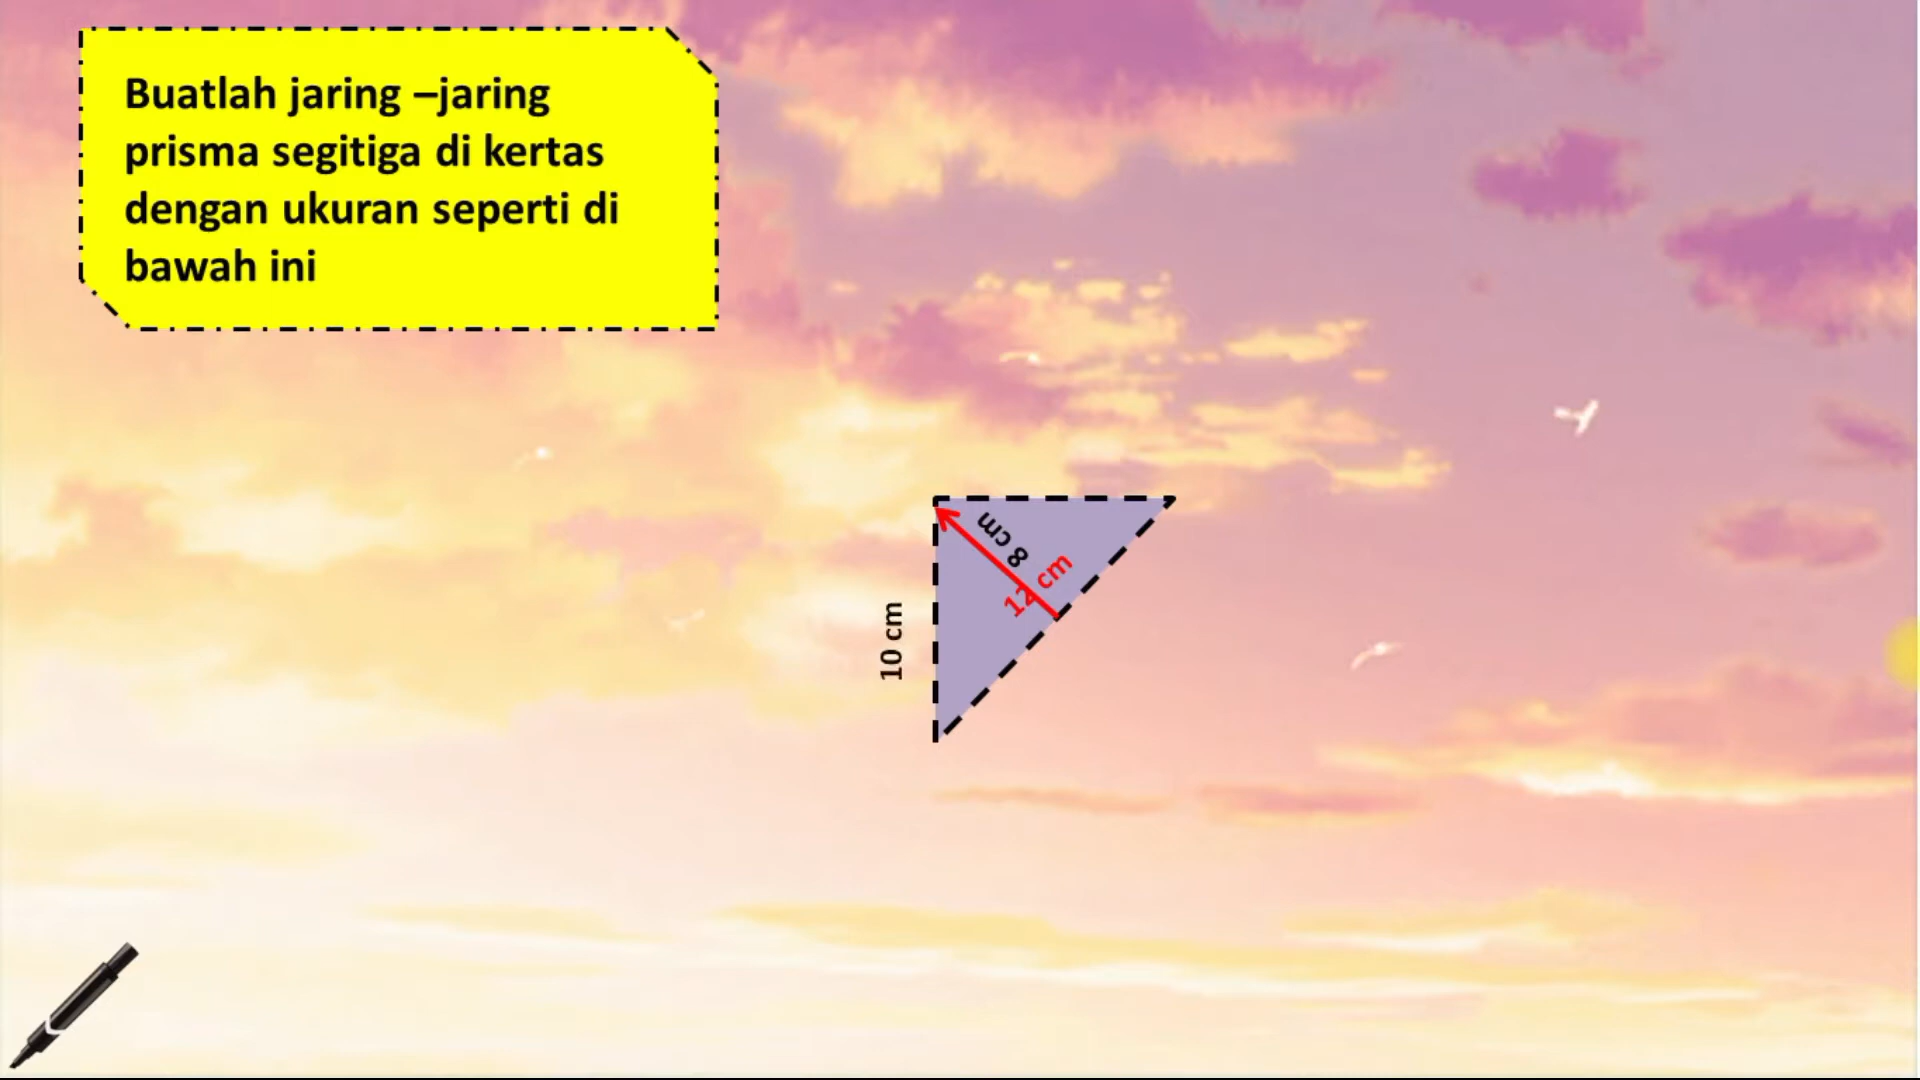 Buatlah jaring –jaring
prisma segitiga di kertas
dengan ukuran seperti di
bawah ini
8 cm
12 cm
10 cm